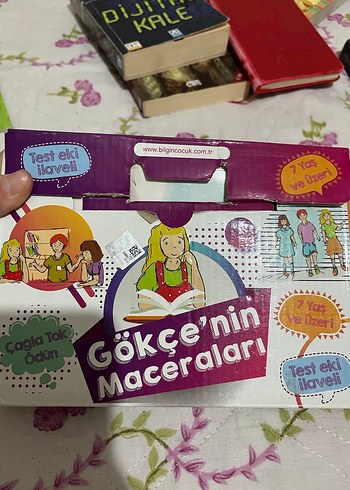 DİJİTAL
KALE
Test eki
ilaveli
www.bilgincocuk.com.tr
7 Yaş
ve Üzeri
Çağla Tok
Ödün
Gökçe'nin
Maceraları
7 Yaş
ve Üzeri
Test eki
ilaveli